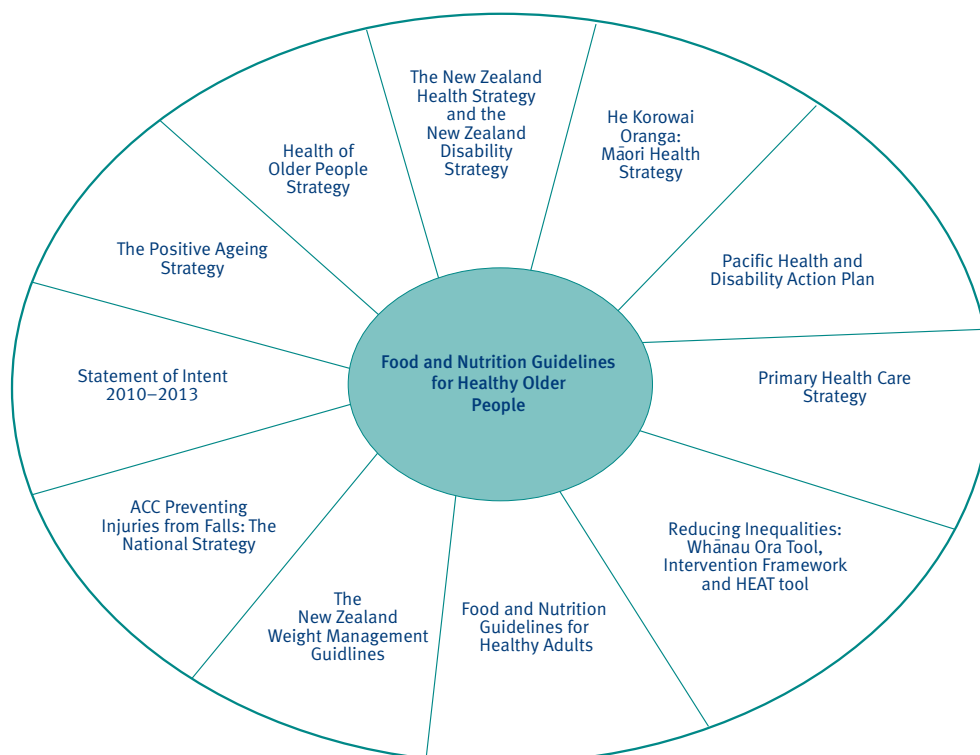 The New Zealand
Health Strategy
and the
New Zealand
Disability
Strategy
He Korowai
Oranga:
Māori Health
Strategy
Pacific Health and
Disability Action Plan
Primary Health Care
Strategy
Reducing Inequalities:
Whānau Ora Tool,
Intervention Framework
and HEAT tool
Food and Nutrition
Guidelines for
Healthy Adults
The
New Zealand
Weight Management
Guidlines
ACC Preventing
Injuries from Falls: The
National Strategy
Statement of Intent
2010–2013
The Positive Ageing
Strategy
Health of
Older People
Strategy
Food and Nutrition Guidelines
for Healthy Older
People